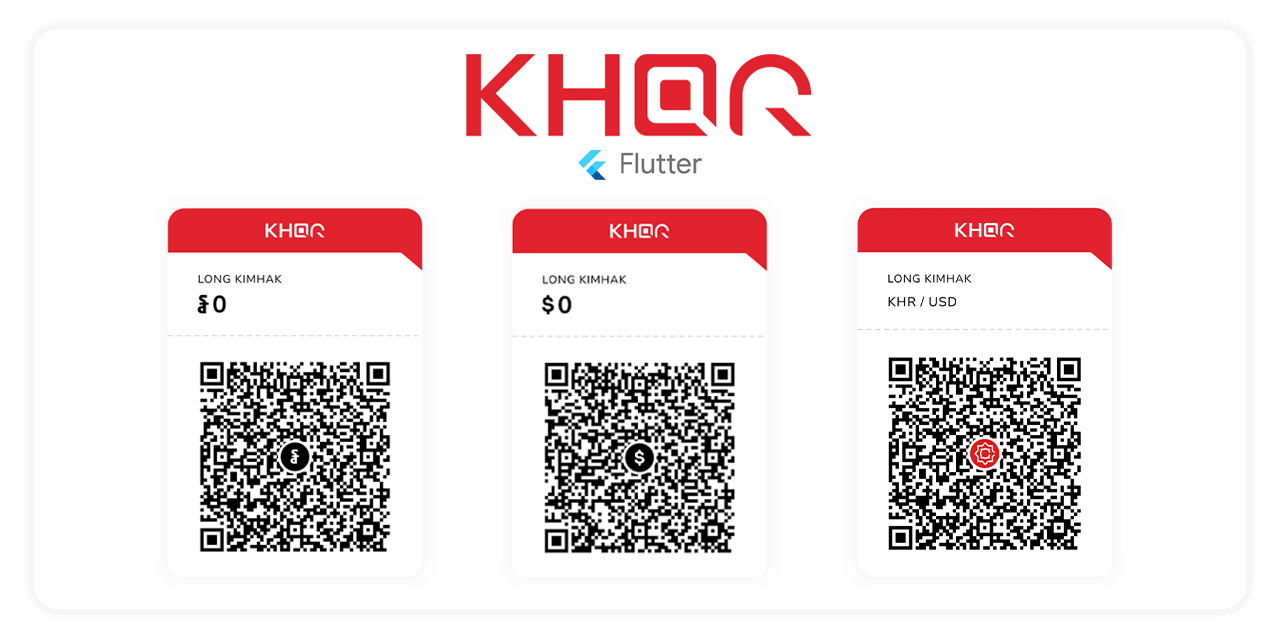 KHQR
Flutter
KHQR
LONG KIMHAK
៛ 0
KHQR
LONG KIMHAK
$ 0
KHQR
LONG KIMHAK
KHR / USD
៛
$